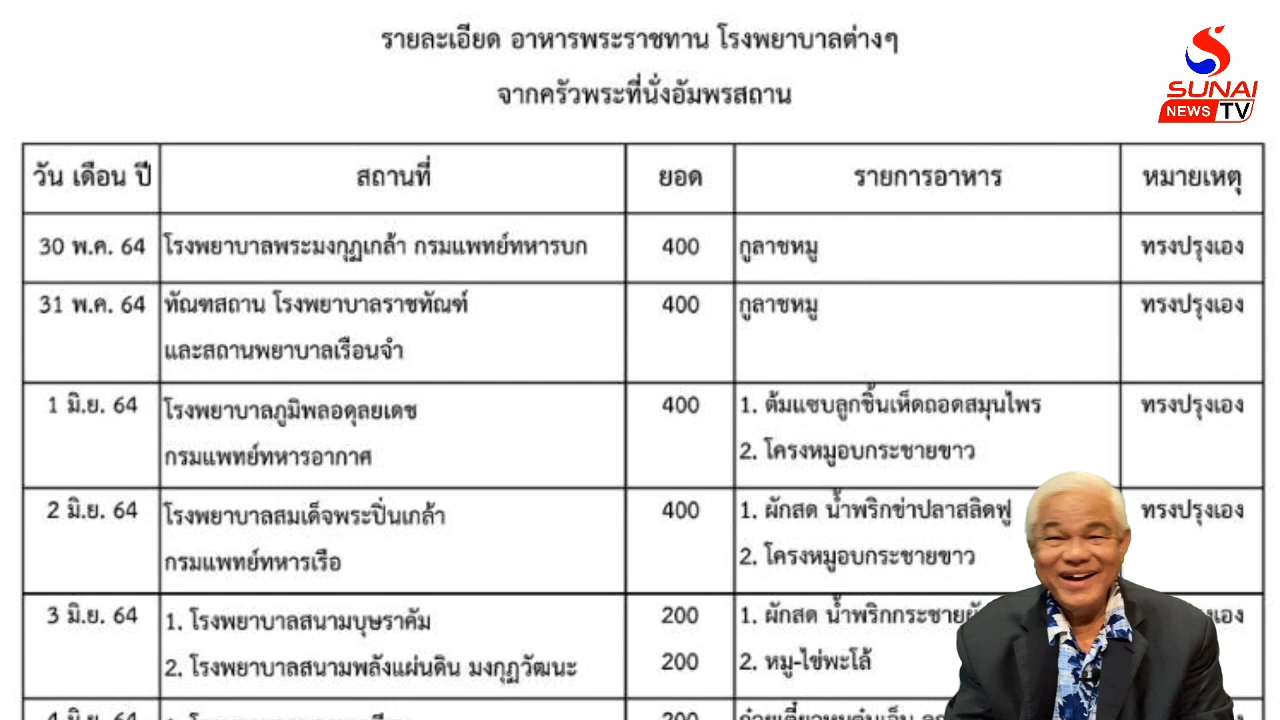 รายละเอียด อาหารพระราชทาน โรงพยาบาลต่างๆ
จากครัวพระที่นั่งอัมพรสถาน
SUNAI
NEWS TV
วัน เดือน ปี สถานที่ ยอด รายการอาหาร หมายเหตุ
30 พ.ค. 64 โรงพยาบาลพระมงกุฏเกล้า กรมแพทย์ทหารบก 400 กูลาชหมู ทรงปรุงเอง
31 พ.ค. 64 ทัณฑสถาน โรงพยาบาลราชทัณฑ์ 400 กูลาชหมู ทรงปรุงเอง
และสถานพยาบาลเรือนจำ
1 มิ.ย. 64 โรงพยาบาลภูมิพลอดุลยเดช 400 1. ต้มแซบลูกชิ้นเห็ดถอดสมุนไพร ทรงปรุงเอง
กรมแพทย์ทหารอากาศ 2. โครงหมูอบกระชายขาว
2 มิ.ย. 64 โรงพยาบาลสมเด็จพระปิ่นเกล้า 400 1. ผักสด น้ำพริกข่าปลาสลิดฟู ทรงปรุงเอง
กรมแพทย์ทหารเรือ 2. โครงหมูอบกระชายขาว
3 มิ.ย. 64 1. โรงพยาบาลสนามบุษราคัม 200 1. ผักสด น้ำพริกกระชาย
2. โรงพยาบาลสนามพลังแผ่นดิน มงกุฏวัฒนะ 200 2. หมู-ไข่พะโล้
4 มิ.ย. 64 200